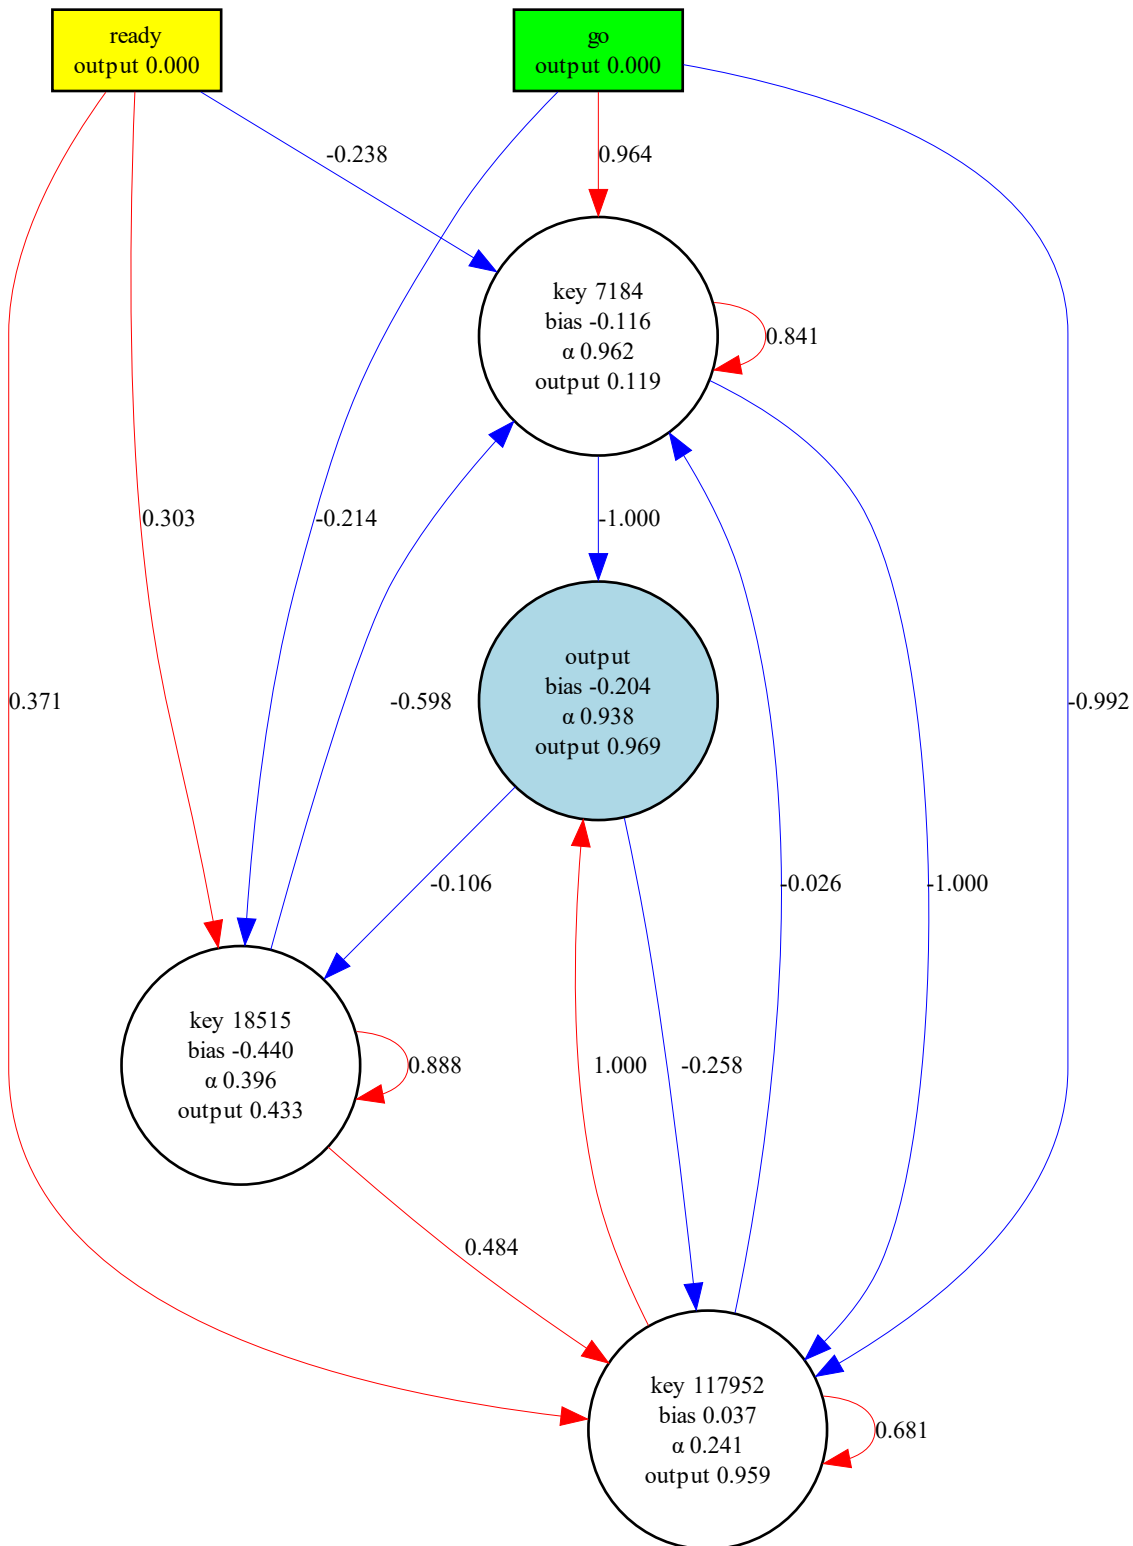 ready
output 0.000
go
output 0.000
-0.238
0.964
key 7184
bias -0.116
α 0.962
output 0.119
0.841
0.303
-0.214
-1.000
output
bias -0.204
α 0.938
output 0.969
0.371
-0.598
-0.992
-0.106
-0.026
-1.000
key 18515
bias -0.440
α 0.396
output 0.433
0.888
1.000
-0.258
0.484
key 117952
bias 0.037
α 0.241
output 0.959
0.681